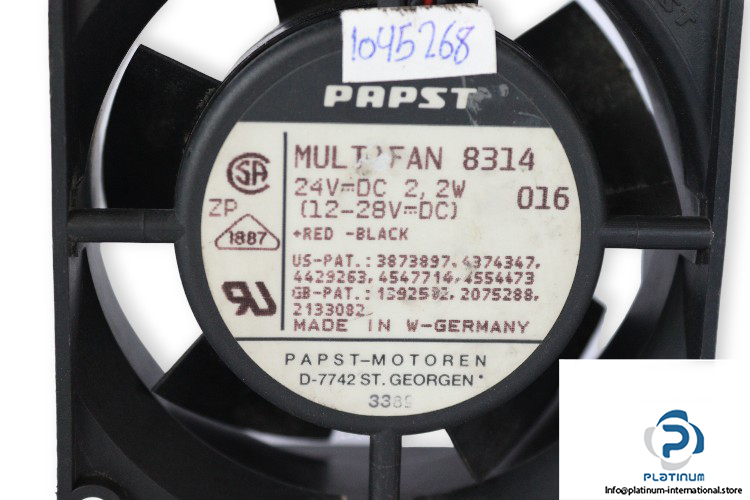 1045268
PAPST
MULTIFAN 8314
24V⎓DC 2,2W
016
(12-28V⎓DC)
+RED -BLACK
SA
ZP
1887
US-PAT.: 3873897, 4374347,
4429263, 4547714, 4554473
GB-PAT.: 2075288,
2133082
MADE IN W-GERMANY
PAPST-MOTOREN
D-7742 ST. GEORGEN
PLATINUM
Info@platinum-international.store